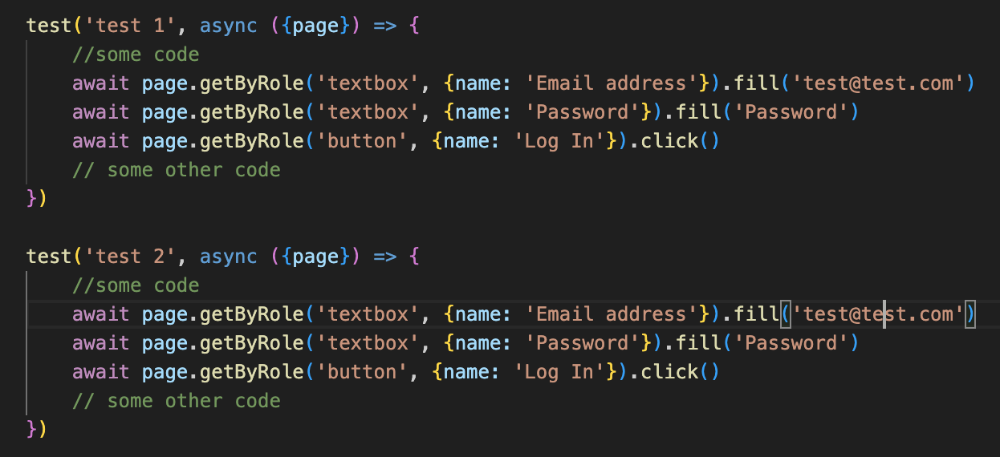 test('test 1', async ({page}) => {
//some code
await page.getByRole('textbox', {name: 'Email address'}).fill('test@test.com')
await page.getByRole('textbox', {name: 'Password'}).fill('Password')
await page.getByRole('button', {name: 'Log In'}).click()
// some other code
})
test('test 2', async ({page}) => {
//some code
await page.getByRole('textbox', {name: 'Email address'}).fill('test@test.com')
await page.getByRole('textbox', {name: 'Password'}).fill('Password')
await page.getByRole('button', {name: 'Log In'}).click()
// some other code
})